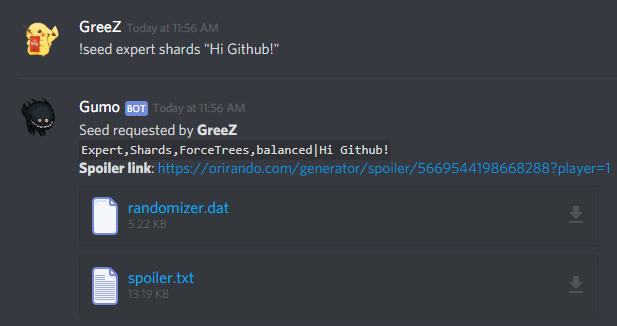 GreeZ Today at 11:56 AM
!seed expert shards "Hi Github!"
Gumo BOT Today at 11:56 AM
Seed requested by GreeZ
Expert,Shards,ForceTrees,balanced|Hi Github!
Spoiler link: https://orirando.com/generator/spoiler/5669544198668288?player=1
randomizer.dat
5.22 KB
spoiler.txt
13.19 KB